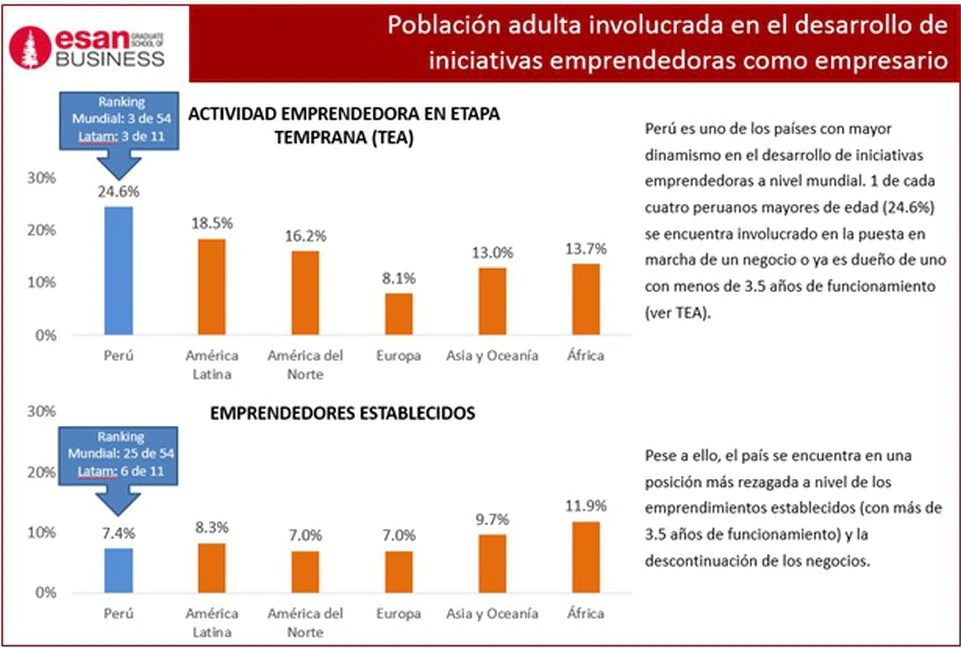 esan GRADUATE SCHOOL OF BUSINESS
Población adulta involucrada en el desarrollo de
iniciativas emprendedoras como empresario
Ranking
Mundial: 3 de 54
Latam: 3 de 11
ACTIVIDAD EMPRENDEDORA EN ETAPA
TEMPRANA (TEA)
30%
20%
10%
0%
24.6%
18.5%
16.2%
8.1%
13.0%
13.7%
Perú
América
Latina
América del
Norte
Europa
Asia y Oceanía
África
Perú es uno de los países con mayor
dinamismo en el desarrollo de iniciativas
emprendedoras a nivel mundial. 1 de cada
cuatro peruanos mayores de edad (24.6%)
se encuentra involucrado en la puesta en
marcha de un negocio o ya es dueño de uno
con menos de 3.5 años de funcionamiento
(ver TEA).
EMPRENDEDORES ESTABLECIDOS
Ranking
Mundial: 25 de 54
Latam: 6 de 11
30%
20%
10%
0%
7.4%
8.3%
7.0%
7.0%
9.7%
11.9%
Perú
América
Latina
América del
Norte
Europa
Asia y Oceanía
África
Pese a ello, el país se encuentra en una
posición más rezagada a nivel de los
emprendimientos establecidos (con más de
3.5 años de funcionamiento) y la
descontinuación de los negocios.